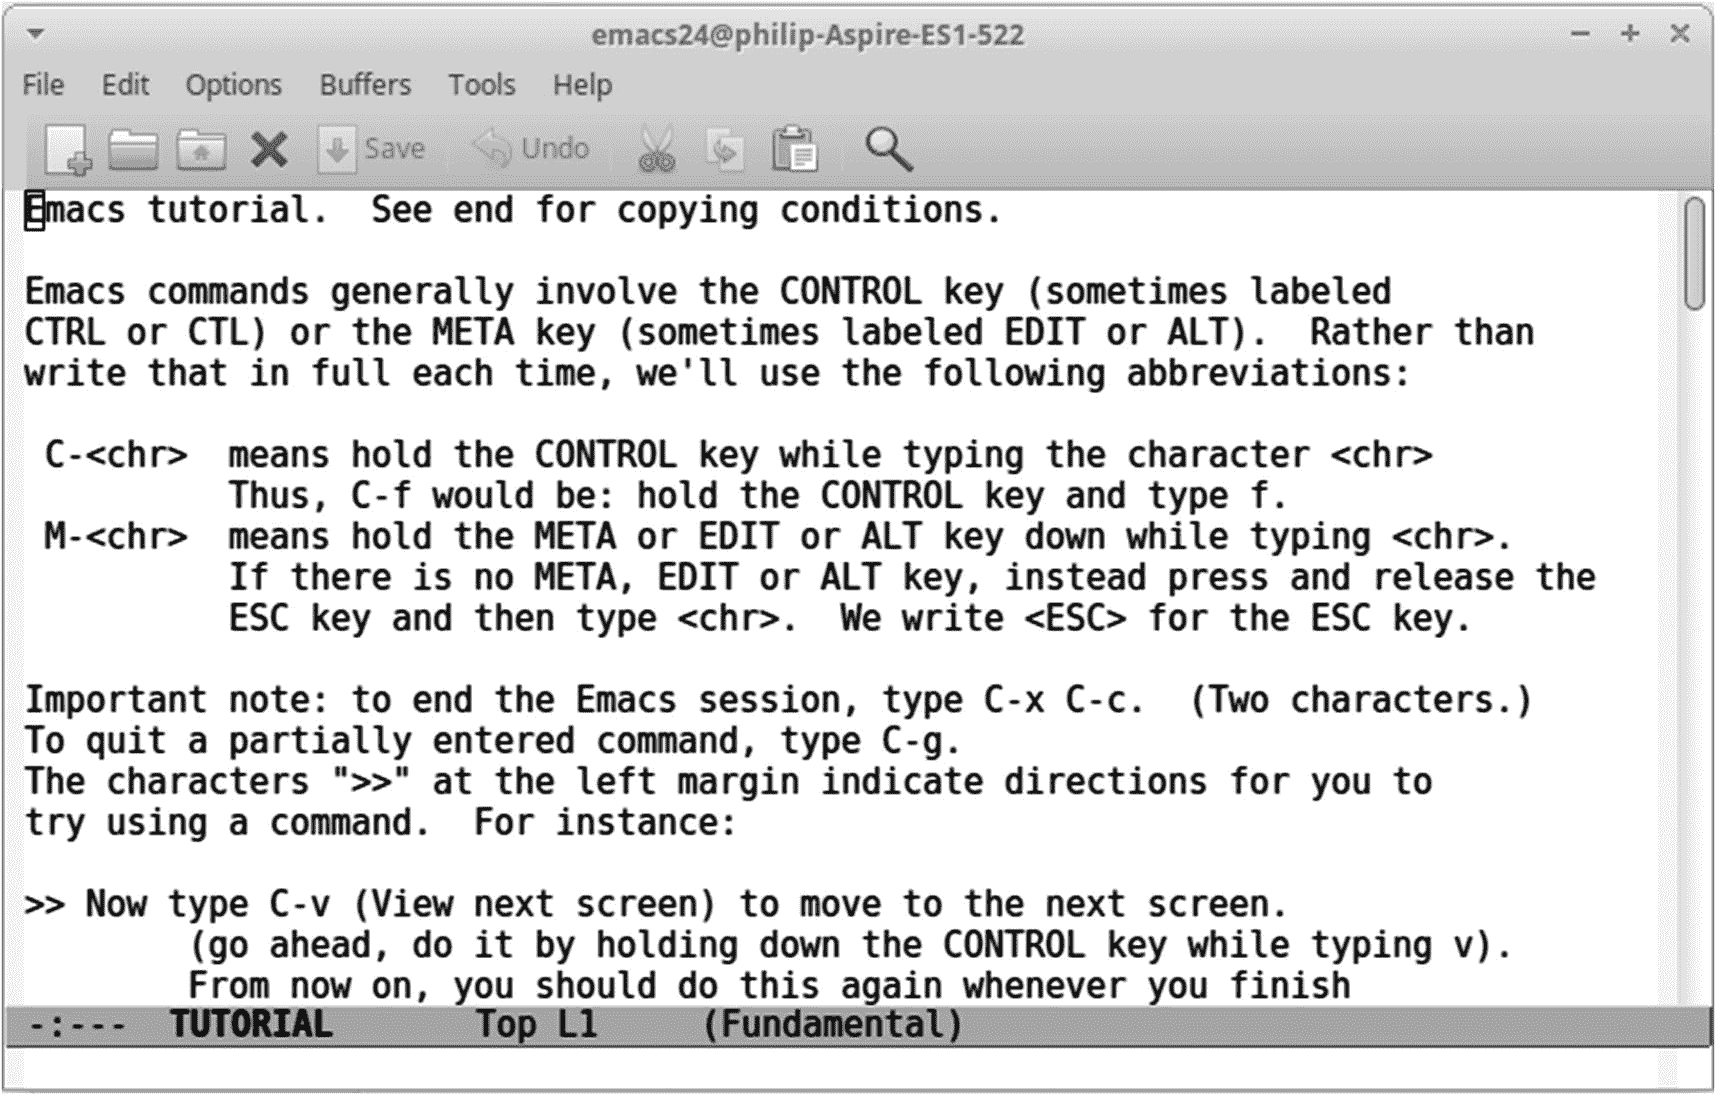 emacs24@philip-Aspire-ES1-522
File Edit Options Buffers Tools Help
Save Undo
Emacs tutorial.  See end for copying conditions.
Emacs commands generally involve the CONTROL key (sometimes labeled
CTRL or CTL) or the META key (sometimes labeled EDIT or ALT).  Rather than
write that in full each time, we'll use the following abbreviations:
C-<chr>  means hold the CONTROL key while typing the character <chr>
Thus, C-f would be: hold the CONTROL key and type f.
M-<chr>  means hold the META or EDIT or ALT key down while typing <chr>.
If there is no META, EDIT or ALT key, instead press and release the
ESC key and then type <chr>.  We write <ESC> for the ESC key.
Important note: to end the Emacs session, type C-x C-c.  (Two characters.)
To quit a partially entered command, type C-g.
The characters ">>" at the left margin indicate directions for you to
try using a command.  For instance:
>> Now type C-v (View next screen) to move to the next screen.
(go ahead, do it by holding down the CONTROL key while typing v).
From now on, you should do this again whenever you finish
-:---  TUTORIAL       Top L1     (Fundamental)